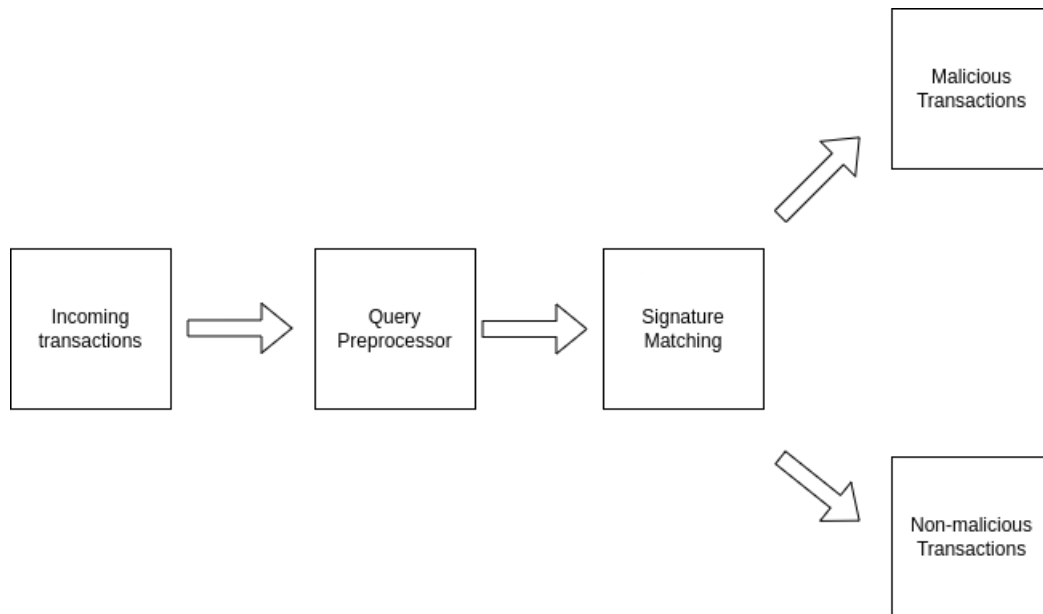 Malicious
Transactions
Incoming
transactions
Query
Preprocessor
Signature
Matching
Non-malicious
Transactions